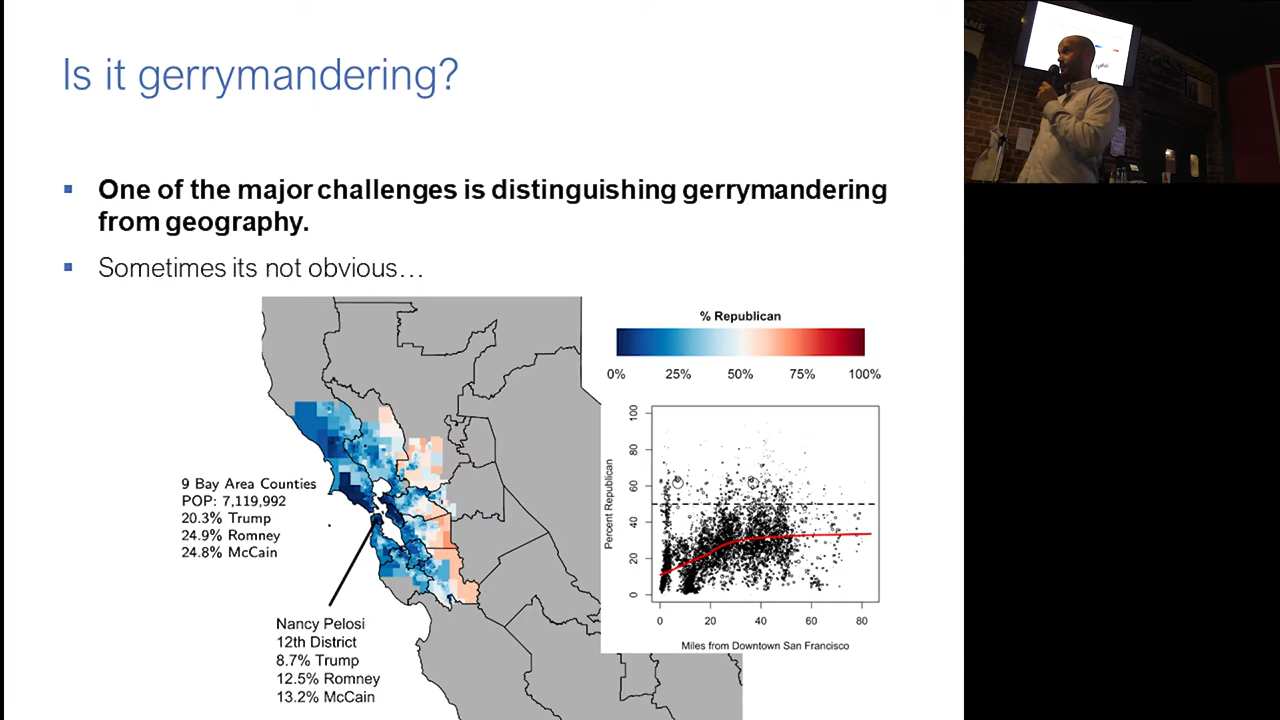 Is it gerrymandering?
One of the major challenges is distinguishing gerrymandering
from geography.
Sometimes its not obvious…
9 Bay Area Counties
POP: 7,119,992
20.3% Trump
24.9% Romney
24.8% McCain
Nancy Pelosi
12th District
8.7% Trump
12.5% Romney
13.2% McCain
% Republican
0% 25% 50% 75% 100%
Percent Republican
100
80
60
40
20
0
0 20 40 60 80
Miles from Downtown San Francisco